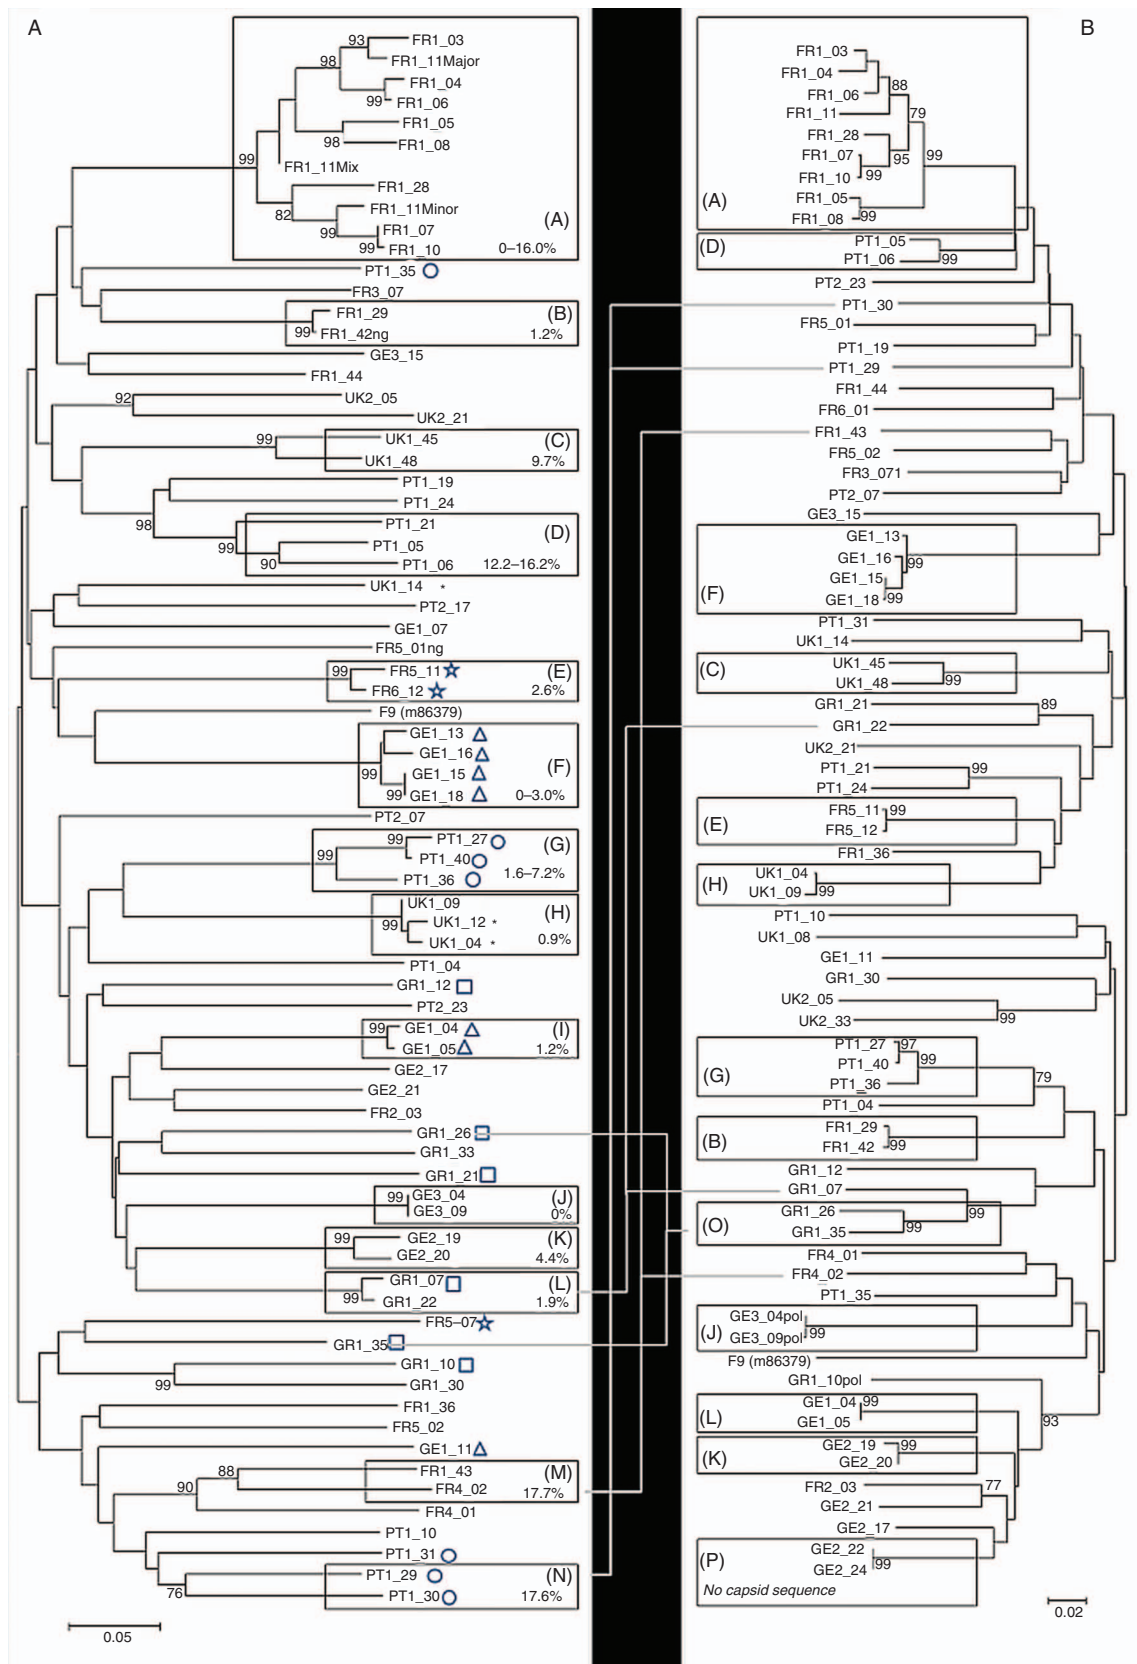 A
93
FR1_03
98
FR1_11Major
FR1_04
99
FR1_06
FR1_05
98
FR1_08
99
FR1_11Mix
FR1_28
82
FR1_11Minor
(A)
99
FR1_07
99
FR1_10
0–16.0%
PT1_35
FR3_07
FR1_29
(B)
99
FR1_42ng
1.2%
GE3_15
FR1_44
92
UK2_05
UK2_21
99
UK1_45
(C)
UK1_48
9.7%
PT1_19
PT1_24
98
PT1_21
(D)
99
PT1_05
90
PT1_06
12.2–16.2%
UK1_14 *
PT2_17
GE1_07
FR5_01ng
99
FR5_11
(E)
FR6_12
2.6%
F9 (m86379)
GE1_13
GE1_16
(F)
99
GE1_15
99
GE1_18
0–3.0%
PT2_07
99
PT1_27
(G)
99
PT1_40
1.6–7.2%
PT1_36
UK1_09
(H)
99
UK1_12 *
UK1_04 *
0.9%
PT1_04
GR1_12
PT2_23
99
GE1_04
(I)
GE1_05
1.2%
GE2_17
GE2_21
FR2_03
GR1_26
GR1_33
GR1_21
99
GE3_04
(J)
GE3_09
0%
99
GE2_19
(K)
GE2_20
4.4%
GR1_07
(L)
99
GR1_22
1.9%
FR5–07
GR1_35
GR1_10
99
GR1_30
FR1_36
FR5_02
GE1_11
88
FR1_43
(M)
90
FR4_02
17.7%
FR4_01
PT1_10
PT1_31
PT1_29
(N)
76
PT1_30
17.6%
0.05
B
FR1_03
FR1_04
88
FR1_06
FR1_11
79
FR1_28
FR1_07
95
99
FR1_10
99
FR1_05
(A)
FR1_08
99
PT1_05
(D)
PT1_06
99
PT2_23
PT1_30
FR5_01
PT1_19
PT1_29
FR1_44
FR6_01
FR1_43
FR5_02
FR3_071
PT2_07
GE3_15
GE1_13
GE1_16
99
GE1_15
(F)
GE1_18
99
PT1_31
UK1_14
UK1_45
(C)
UK1_48
99
GR1_21
89
GR1_22
UK2_21
PT1_21
99
PT1_24
FR5_11
99
(E)
FR5_12
FR1_36
UK1_04
(H)
UK1_09
99
PT1_10
UK1_08
GE1_11
GR1_30
UK2_05
UK2_33
99
PT1_27
97
PT1_40
99
(G)
PT1_36
79
PT1_04
FR1_29
(B)
FR1_42
99
GR1_12
GR1_07
GR1_26
99
(O)
GR1_35
99
FR4_01
FR4_02
PT1_35
GE3_04pol
(J)
GE3_09pol
99
F9 (m86379)
GR1_10pol
GE1_04
99
(L)
GE1_05
93
GE2_19
99
(K)
GE2_20
FR2_03
77
GE2_21
GE2_17
GE2_22
(P)
GE2_24
99
No capsid sequence
0.02